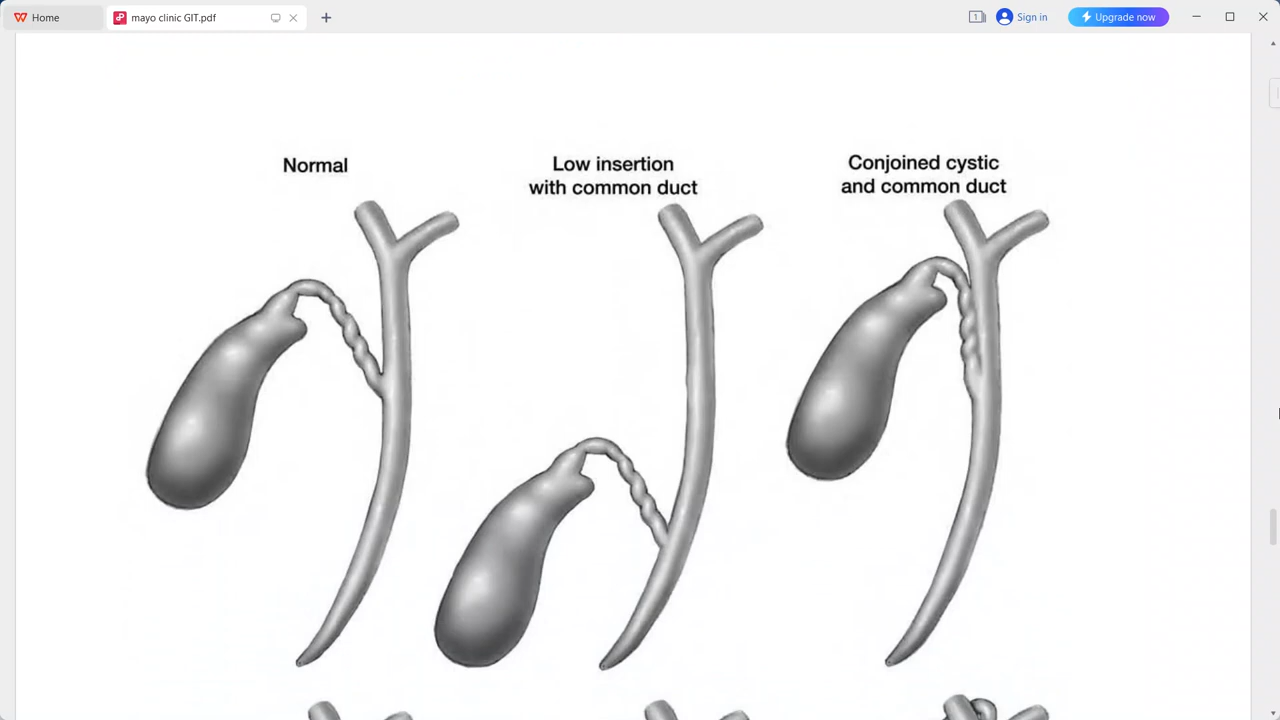 Home
mayo clinic GIT.pdf
1
Sign in
Upgrade now
Normal
Low insertion
with common duct
Conjoined cystic
and common duct